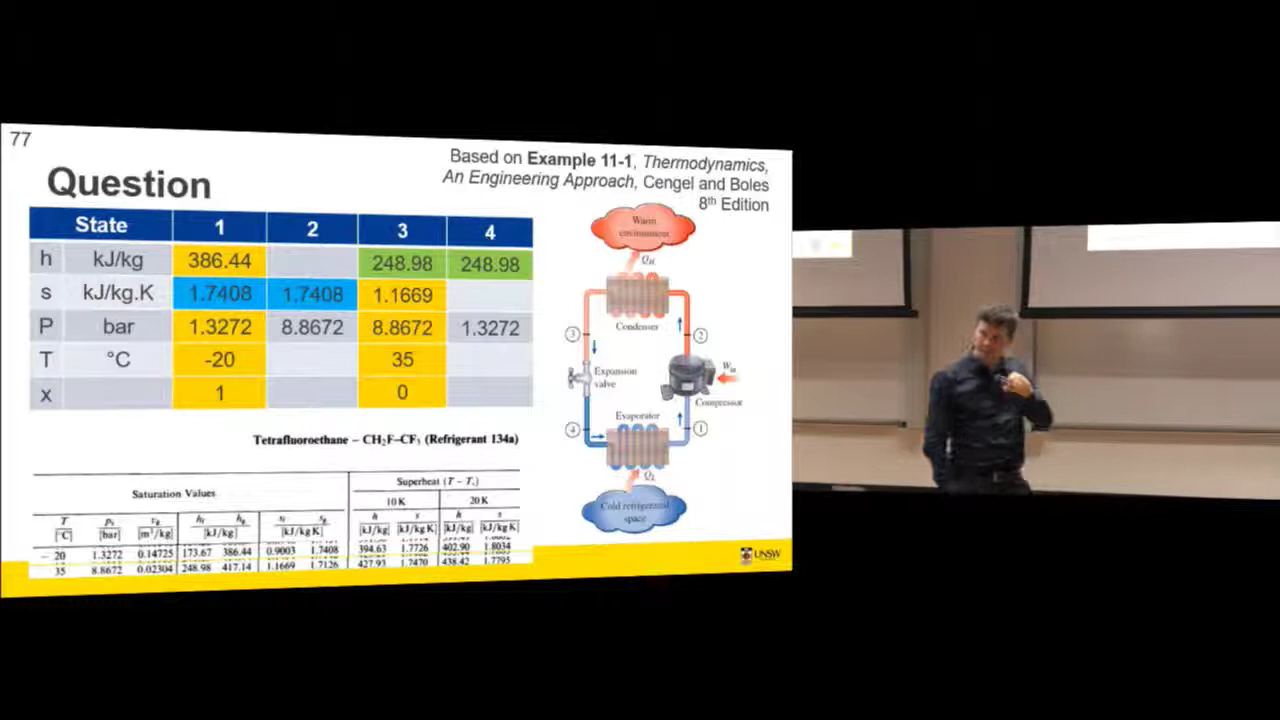 77
Based on Example 11-1, Thermodynamics,
An Engineering Approach, Cengel and Boles
8th Edition
Question
State 1 2 3 4
h kJ/kg 386.44 248.98 248.98
s kJ/kg.K 1.7408 1.7408 1.1669
P bar 1.3272 8.8672 8.8672 1.3272
T °C -20 35
x 1 0
Warm
environment
QH
Condenser
3
2
Expansion
valve
Win
Compressor
Evaporator
4
1
QL
Cold refrigerated
space
Tetrafluoroethane – CH2F–CF3 (Refrigerant 134a)
Saturation Values Superheat (T – Ts)
10 K 20 K
T ps vg hf hg sf sg h s h s
[°C] [bar] [m3/kg] [kJ/kg] [kJ/kg K] [kJ/kg] [kJ/kg K] [kJ/kg] [kJ/kg K]
– 20 1.3272 0.14725 173.67 386.44 0.9003 1.7408 394.63 1.7726 402.90 1.8034
35 8.8672 0.02304 248.98 417.14 1.1669 1.7126 427.93 1.7470 438.42 1.7795
UNSW